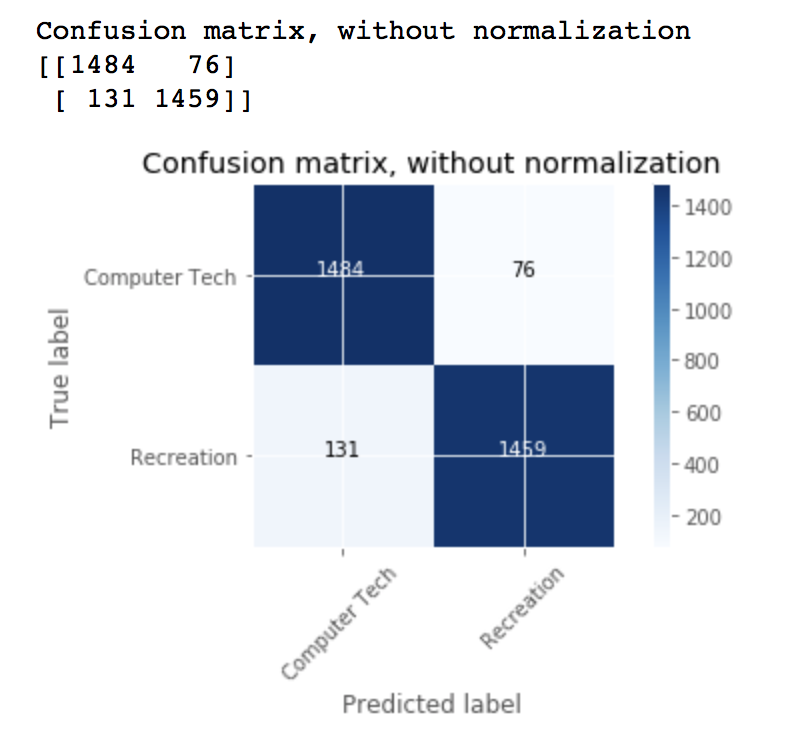 Confusion matrix, without normalization
[[1484   76]
 [ 131 1459]]
Confusion matrix, without normalization
1400
1200
1000
800
600
400
200
Computer Tech
1484
76
True label
Recreation
131
1459
Computer Tech
Recreation
Predicted label